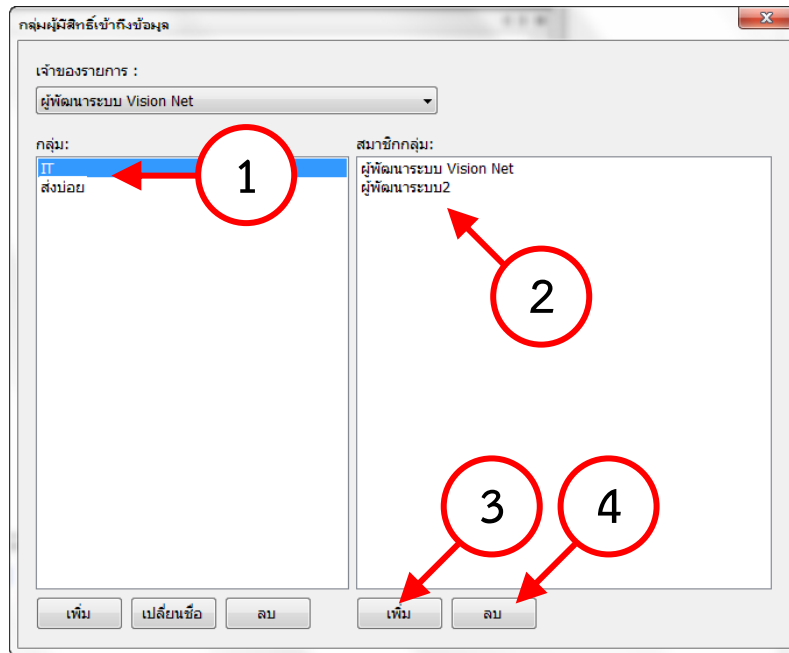 กลุ่มผู้มีสิทธิ์เข้าถึงข้อมูล
เจ้าของรายการ :
ผู้พัฒนาระบบ Vision Net
กลุ่ม:
สมาชิกกลุ่ม:
IT
ส่งบ่อย
ผู้พัฒนาระบบ Vision Net
ผู้พัฒนาระบบ2
1
2
3
4
เพิ่ม
เปลี่ยนชื่อ
ลบ
เพิ่ม
ลบ